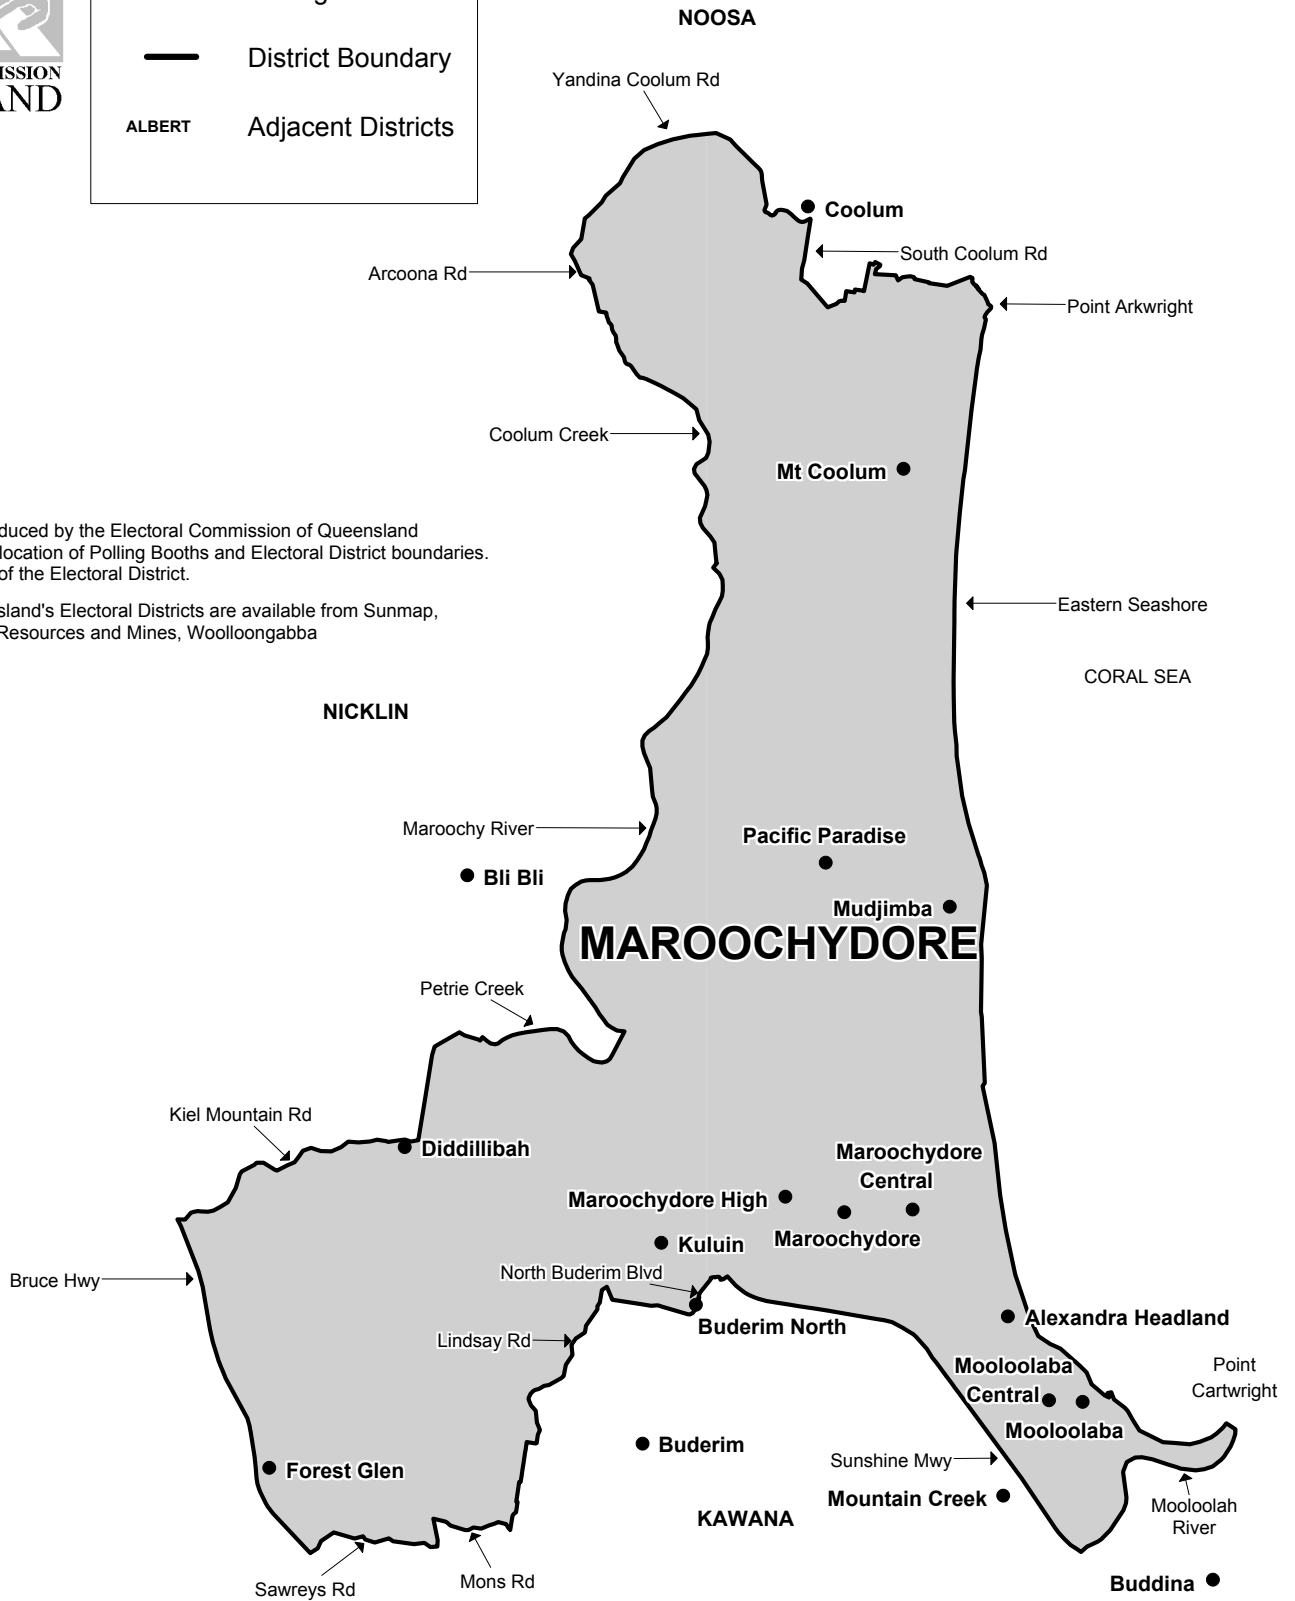 NOOSA
District Boundary
ISSION
AND
ALBERT
Adjacent Districts
Yandina Coolum Rd
Coolum
South Coolum Rd
Arcoona Rd
Point Arkwright
Coolum Creek
Mt Coolum
duced by the Electoral Commission of Queensland
location of Polling Booths and Electoral District boundaries.
of the Electoral District.
sland's Electoral Districts are available from Sunmap,
Resources and Mines, Woolloongabba
Eastern Seashore
CORAL SEA
NICKLIN
Maroochy River
Pacific Paradise
Bli Bli
Mudjimba
MAROOCHYDORE
Petrie Creek
Kiel Mountain Rd
Diddillibah
Maroochydore
Central
Maroochydore High
Maroochydore
Kuluin
North Buderim Blvd
Bruce Hwy
Buderim North
Alexandra Headland
Lindsay Rd
Mooloolaba
Central
Point
Cartwright
Mooloolaba
Buderim
Sunshine Mwy
Forest Glen
Mountain Creek
Mooloolah
River
KAWANA
Sawreys Rd
Mons Rd
Buddina